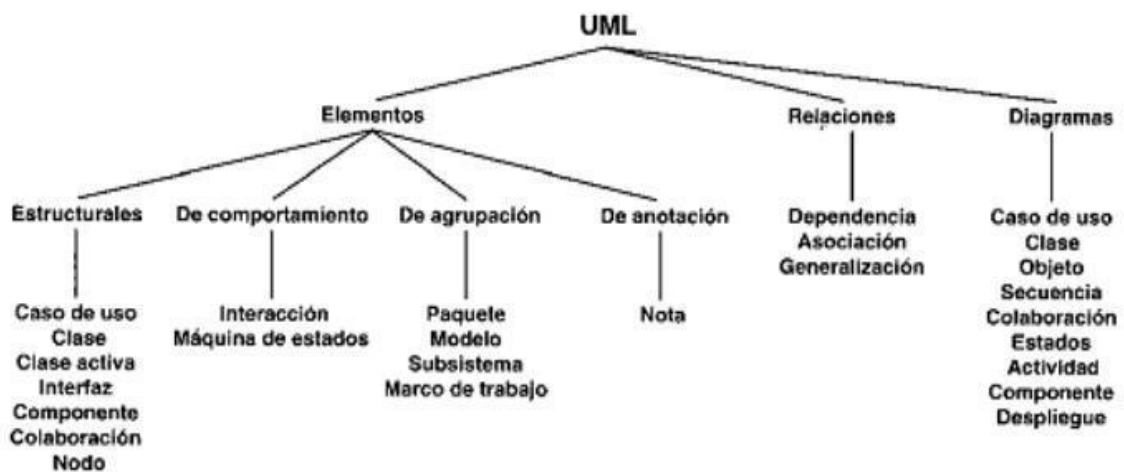 UML
Elementos
Relaciones
Diagramas
Estructurales
De comportamiento
De agrupación
De anotación
Dependencia
Asociación
Generalización
Caso de uso
Clase
Objeto
Secuencia
Colaboración
Estados
Actividad
Componente
Despliegue
Caso de uso
Clase
Clase activa
Interfaz
Componente
Colaboración
Nodo
Interacción
Máquina de estados
Paquete
Modelo
Subsistema
Marco de trabajo
Nota